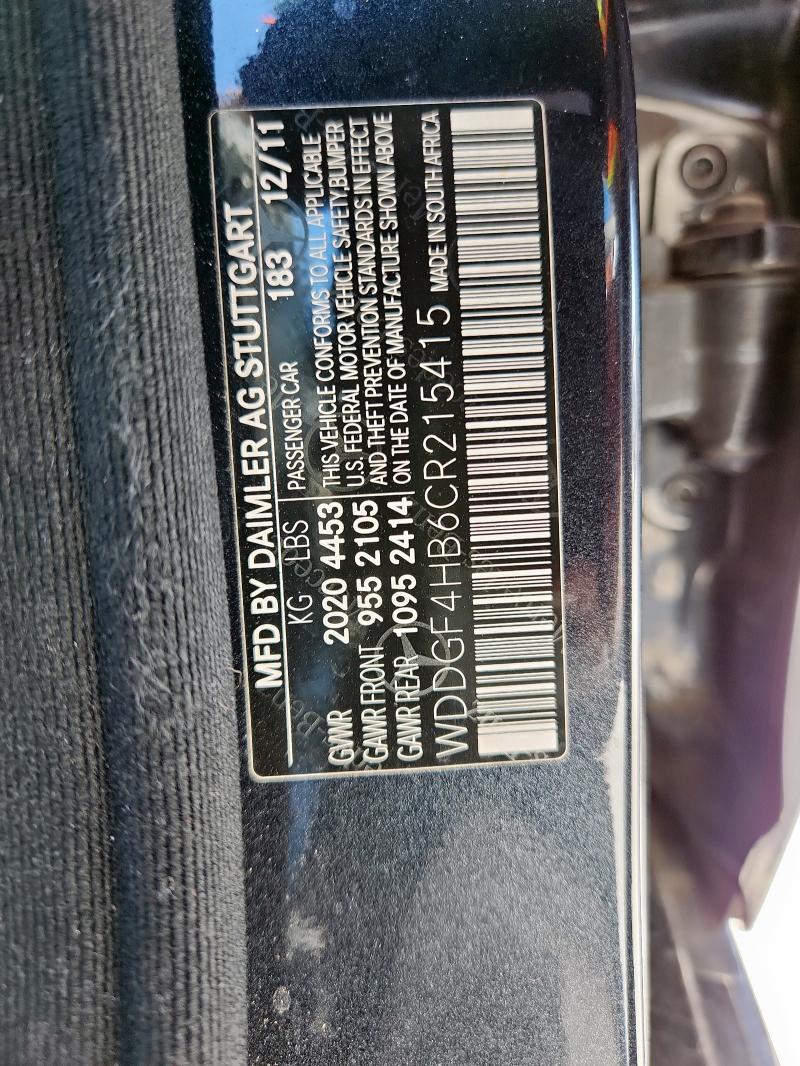 MFD BY DAIMLER AG STUTTGART
183 12/11
KG LBS
GVWR 2020 4453
GAWR FRONT 955 2105
GAWR REAR 1095 2414
PASSENGER CAR
THIS VEHICLE CONFORMS TO ALL APPLICABLE
U.S. FEDERAL MOTOR VEHICLE SAFETY,BUMPER
AND THEFT PREVENTION STANDARDS IN EFFECT
ON THE DATE OF MANUFACTURE SHOWN ABOVE
WDDGF4HB6CR215415 MADE IN SOUTH AFRICA